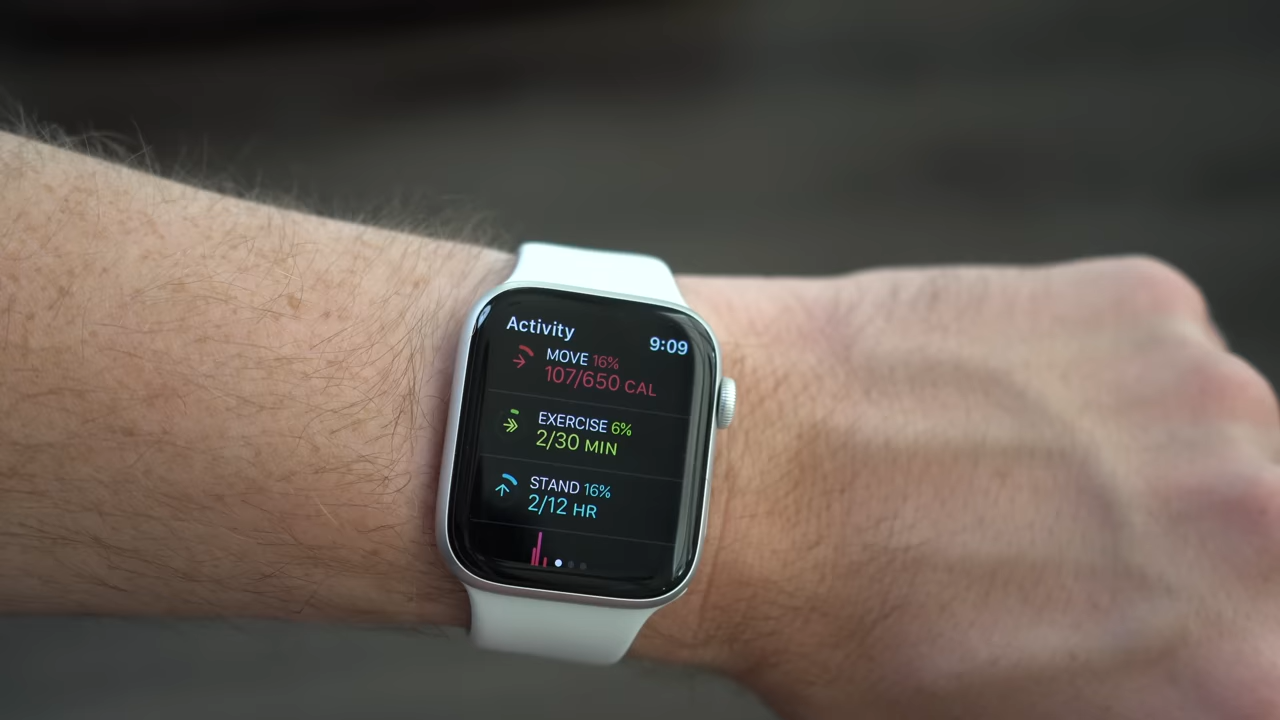 Activity
9:09
MOVE 16%
107/650 CAL
EXERCISE 6%
2/30 MIN
STAND 16%
2/12 HR